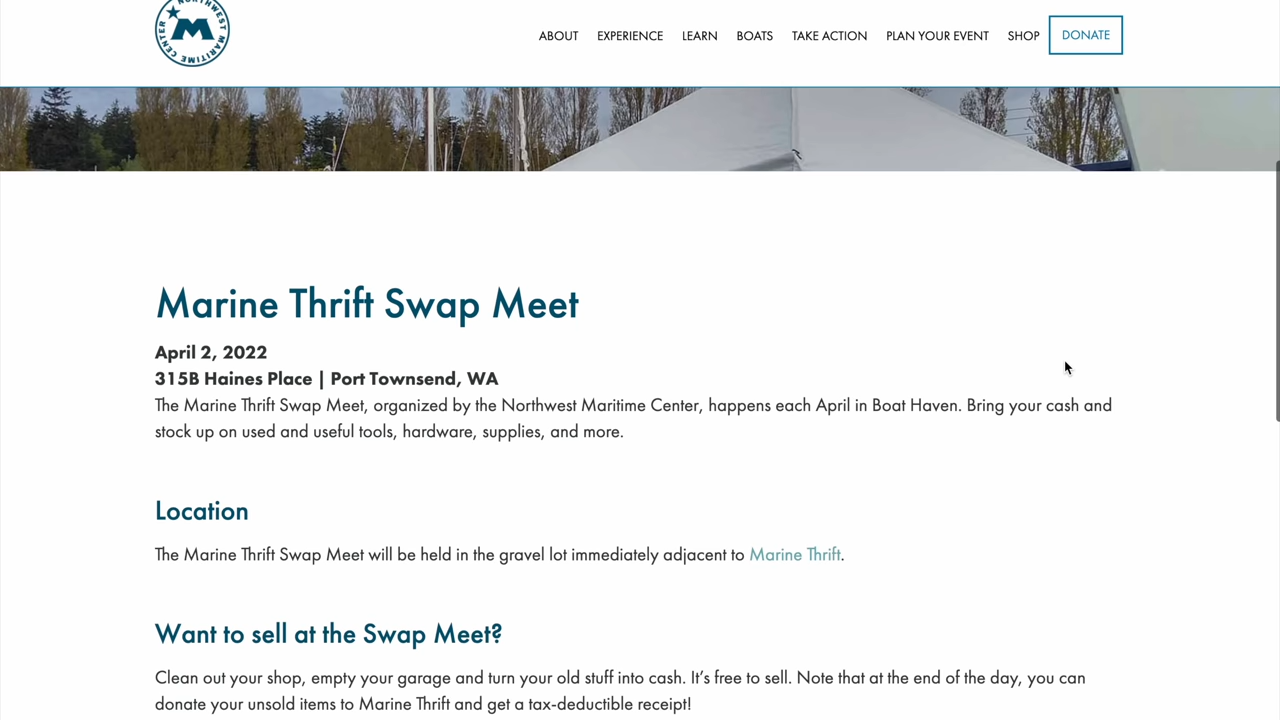 NORTHWEST MARITIME CENTER
M
ABOUT EXPERIENCE LEARN BOATS TAKE ACTION PLAN YOUR EVENT SHOP DONATE
Marine Thrift Swap Meet
April 2, 2022
315B Haines Place | Port Townsend, WA
The Marine Thrift Swap Meet, organized by the Northwest Maritime Center, happens each April in Boat Haven. Bring your cash and
stock up on used and useful tools, hardware, supplies, and more.
Location
The Marine Thrift Swap Meet will be held in the gravel lot immediately adjacent to Marine Thrift.
Want to sell at the Swap Meet?
Clean out your shop, empty your garage and turn your old stuff into cash. It’s free to sell. Note that at the end of the day, you can
donate your unsold items to Marine Thrift and get a tax-deductible receipt!